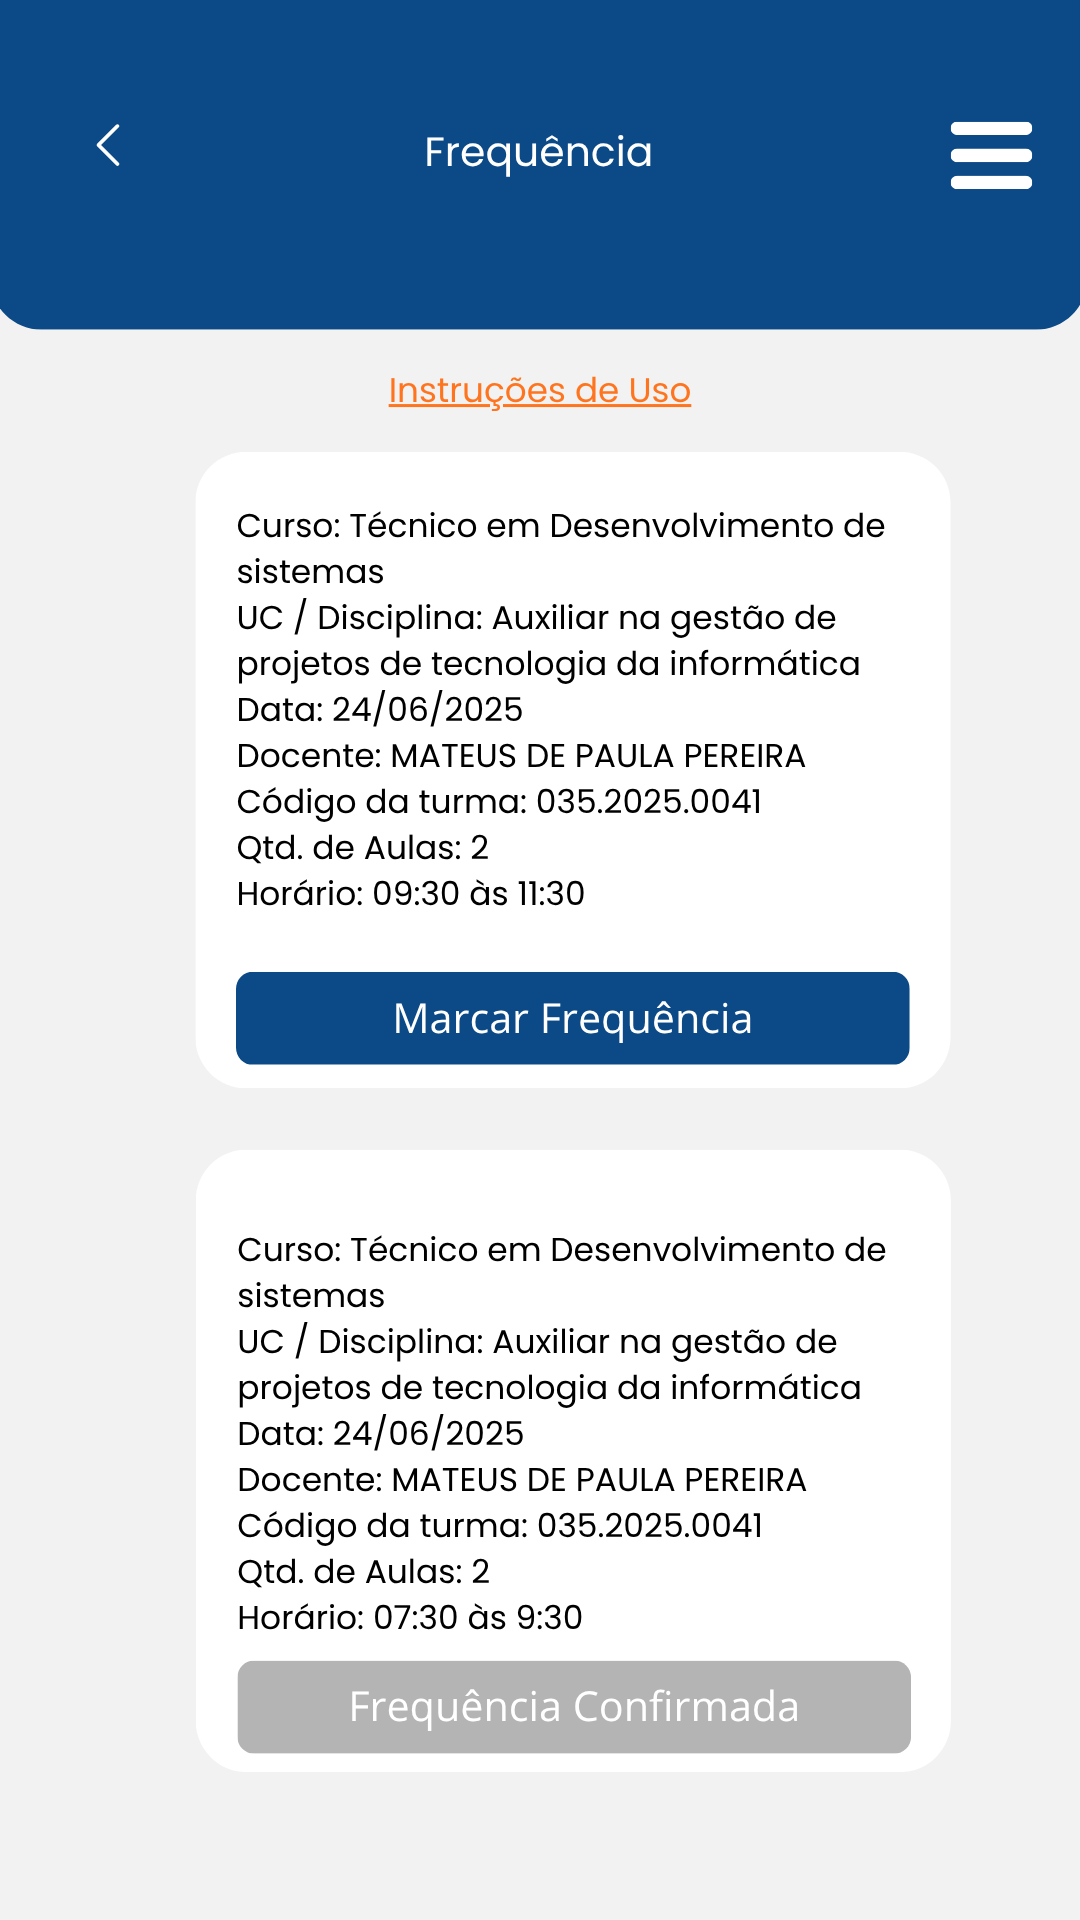 Frequência
Instruções de Uso
Curso: Técnico em Desenvolvimento de
sistemas
UC / Disciplina: Auxiliar na gestão de
projetos de tecnologia da informática
Data: 24/06/2025
Docente: MATEUS DE PAULA PEREIRA
Código da turma: 035.2025.0041
Qtd. de Aulas: 2
Horário: 09:30 às 11:30
Marcar Frequência
Curso: Técnico em Desenvolvimento de
sistemas
UC / Disciplina: Auxiliar na gestão de
projetos de tecnologia da informática
Data: 24/06/2025
Docente: MATEUS DE PAULA PEREIRA
Código da turma: 035.2025.0041
Qtd. de Aulas: 2
Horário: 07:30 às 9:30
Frequência Confirmada